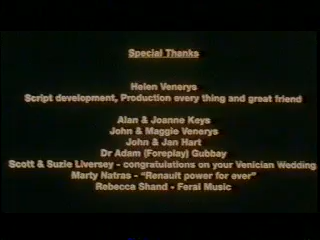 Special Thanks
Helen Venerys
Script development, Production every thing and great friend
Alan & Joanne Keys
John & Maggie Venerys
John & Jan Hart
Dr Adam (Foreplay) Gubbay
Scott & Suzie Liversey - congratulations on your Venician Wedding
Marty Natras - "Renault power for ever"
Rebecca Shand - Feral Music